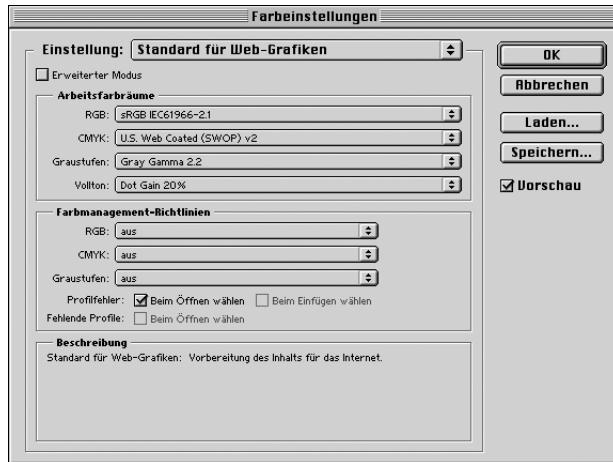 Farbeinstellungen
Einstellung: Standard für Web-Grafiken
OK
Erweiterter Modus
Abbrechen
Arbeitsfarbräume
RGB: sRGB IEC61966-2.1
Laden...
CMYK: U.S. Web Coated (SWOP) v2
Speichern...
Graustufen: Gray Gamma 2.2
Vollton: Dot Gain 20%
Vorschau
Farbmanagement-Richtlinien
RGB: aus
CMYK: aus
Graustufen: aus
Profilfehler: Beim Öffnen wählen Beim Einfügen wählen
Fehlende Profile: Beim Öffnen wählen
Beschreibung
Standard für Web-Grafiken: Vorbereitung des Inhalts für das Internet.